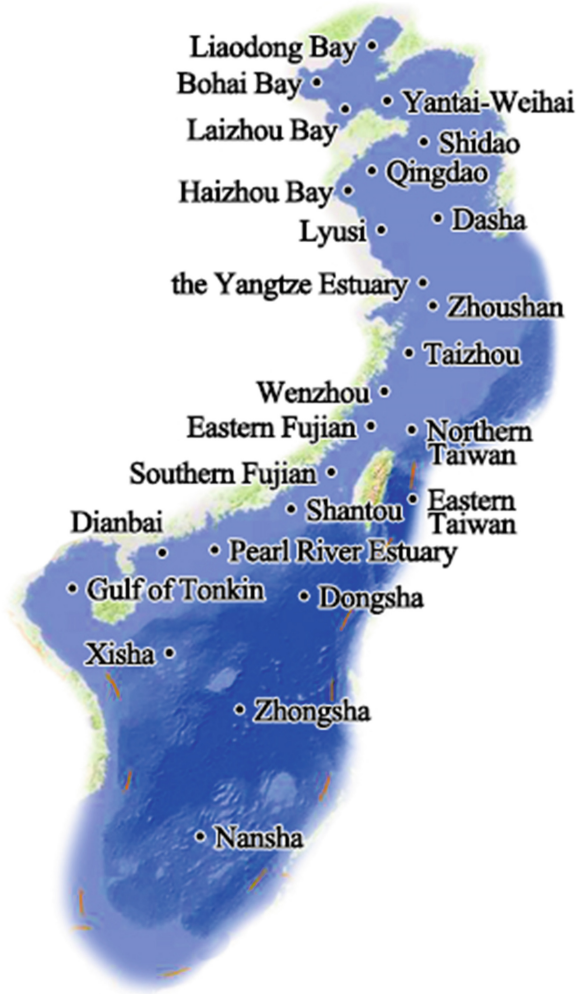 Liaodong Bay
Bohai Bay
Yantai-Weihai
Laizhou Bay
Shidao
Qingdao
Haizhou Bay
Dasha
Lyusi
the Yangtze Estuary
Zhoushan
Taizhou
Wenzhou
Eastern Fujian
Northern
Taiwan
Southern Fujian
Eastern
Taiwan
Shantou
Dianbai
Pearl River Estuary
Gulf of Tonkin
Dongsha
Xisha
Zhongsha
Nansha